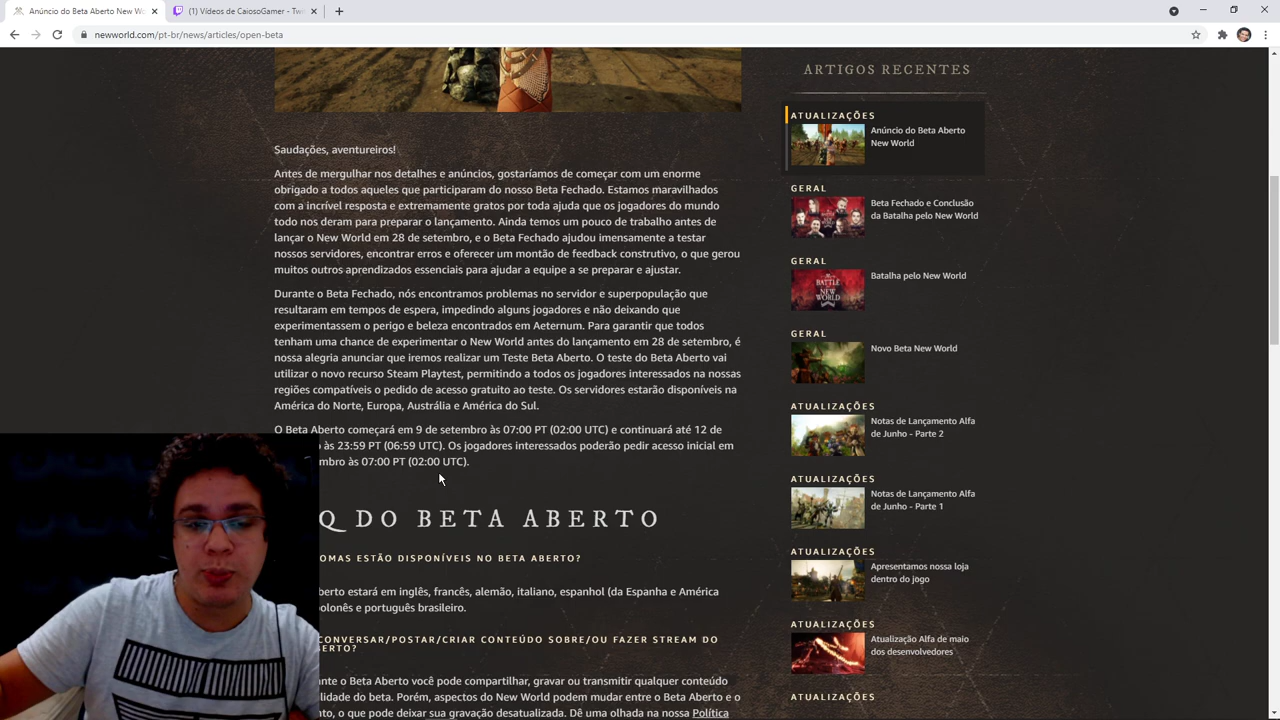 Anúncio do Beta Aberto New Wo
(1) Vídeos de CaiosoGamer - Twi
newworld.com/pt-br/news/articles/open-beta
Saudações, aventureiros!
Antes de mergulhar nos detalhes e anúncios, gostaríamos de começar com um enorme
obrigado a todos aqueles que participaram do nosso Beta Fechado. Estamos maravilhados
com a incrível resposta e extremamente gratos por toda ajuda que os jogadores do mundo
todo nos deram para preparar o lançamento. Ainda temos um pouco de trabalho antes de
lançar o New World em 28 de setembro, e o Beta Fechado ajudou imensamente a testar
nossos servidores, encontrar erros e oferecer um montão de feedback construtivo, o que gerou
muitos outros aprendizados essenciais para ajudar a equipe a se preparar e ajustar.
Durante o Beta Fechado, nós encontramos problemas no servidor e superpopulação que
resultaram em tempos de espera, impedindo alguns jogadores e não deixando que
experimentassem o perigo e beleza encontrados em Aeternum. Para garantir que todos
tenham uma chance de experimentar o New World antes do lançamento em 28 de setembro, é
nossa alegria anunciar que iremos realizar um Teste Beta Aberto. O teste do Beta Aberto vai
utilizar o novo recurso Steam Playtest, permitindo a todos os jogadores interessados na nossas
regiões compatíveis o pedido de acesso gratuito ao teste. Os servidores estarão disponíveis na
América do Norte, Europa, Austrália e América do Sul.
O Beta Aberto começará em 9 de setembro às 07:00 PT (02:00 UTC) e continuará até 12 de
o às 23:59 PT (06:59 UTC). Os jogadores interessados poderão pedir acesso inicial em
mbro às 07:00 PT (02:00 UTC).
Q DO BETA ABERTO
OMAS ESTÃO DISPONÍVEIS NO BETA ABERTO?
berto estará em inglês, francês, alemão, italiano, espanhol (da Espanha e América
polonês e português brasileiro.
CONVERSAR/POSTAR/CRIAR CONTEÚDO SOBRE/OU FAZER STREAM DO
BERTO?
nte o Beta Aberto você pode compartilhar, gravar ou transmitir qualquer conteúdo
lidade do beta. Porém, aspectos do New World podem mudar entre o Beta Aberto e o
nto, o que pode deixar sua gravação desatualizada. Dê uma olhada na nossa Política
ARTIGOS RECENTES
ATUALIZAÇÕES
Anúncio do Beta Aberto
New World
GERAL
Beta Fechado e Conclusão
da Batalha pelo New World
GERAL
BATTLE
NEW WORLD
Batalha pelo New World
GERAL
Novo Beta New World
ATUALIZAÇÕES
Notas de Lançamento Alfa
de Junho - Parte 2
ATUALIZAÇÕES
Notas de Lançamento Alfa
de Junho - Parte 1
ATUALIZAÇÕES
Apresentamos nossa loja
dentro do jogo
ATUALIZAÇÕES
Atualização Alfa de maio
dos desenvolvedores
ATUALIZAÇÕES